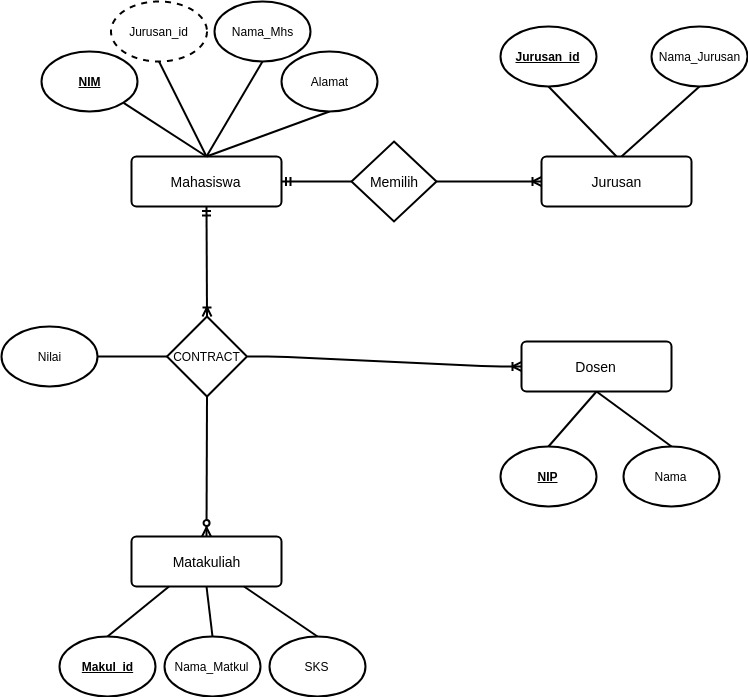 Jurusan_id
Nama_Mhs
NIM
Alamat
Jurusan_id
Nama_Jurusan
Mahasiswa
Memilih
Jurusan
Nilai
CONTRACT
Dosen
NIP
Nama
Matakuliah
Makul_id
Nama_Matkul
SKS